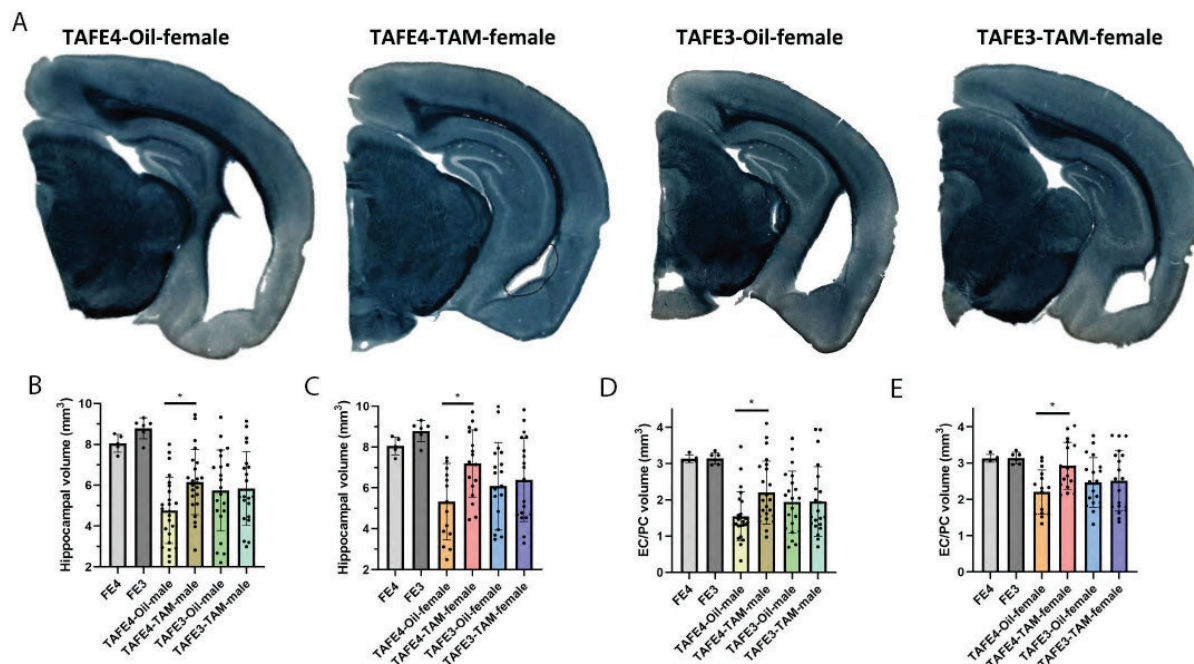 A
TAFE4-Oil-female
TAFE4-TAM-female
TAFE3-Oil-female
TAFE3-TAM-female
B
Hippocampal volume (mm³)
10
8
6
4
2
*
FE4
FE3
TAFE4-Oil-male
TAFE4-TAM-male
TAFE3-Oil-male
TAFE3-TAM-male
C
Hippocampal volume (mm³)
10
8
6
4
2
*
FE4
FE3
TAFE4-Oil-female
TAFE4-TAM-female
TAFE3-Oil-female
TAFE3-TAM-female
D
EC/PC volume (mm³)
4
3
2
1
0
*
FE4
FE3
TAFE4-Oil-male
TAFE4-TAM-male
TAFE3-Oil-male
TAFE3-TAM-male
E
EC/PC volume (mm³)
4
3
2
1
0
*
FE4
FE3
TAFE4-Oil-female
TAFE4-TAM-female
TAFE3-Oil-female
TAFE3-TAM-female